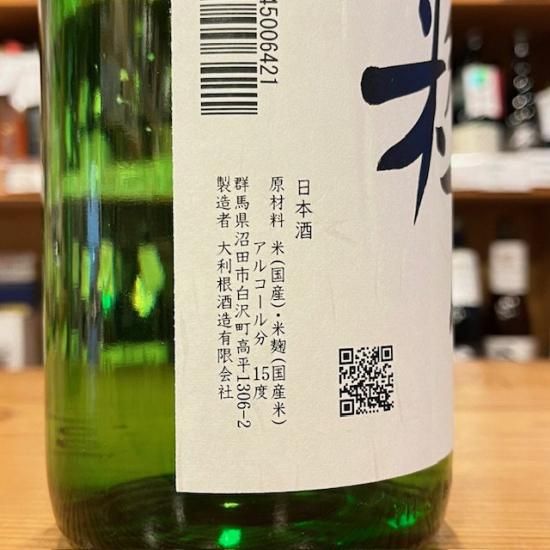 粒
日本酒
原材料 米(国産)・米麹(国産米)
アルコール分 15度
群馬県沼田市白沢町高平1306-2
製造者 大利根酒造有限会社
45006421